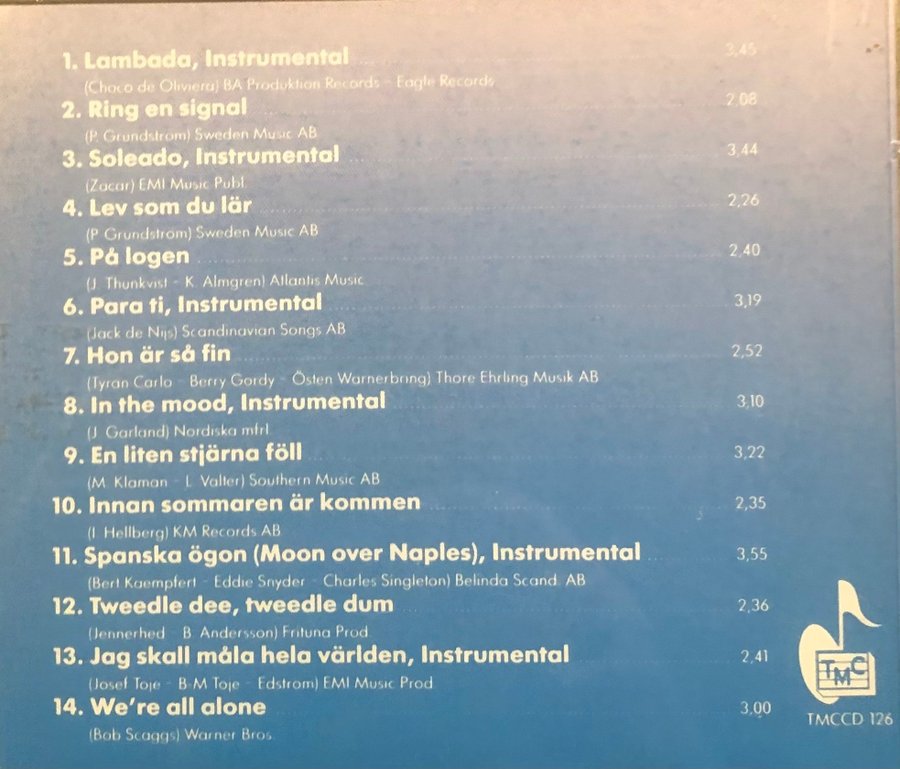 1. Lambada, Instrumental 3,45
(Chaco de Oliviera) BA Produktion Records - Eagle Records
2. Ring en signal 2,08
(P. Grundström) Sweden Music AB
3. Soleado, Instrumental 3,44
(Zacar) EMI Music Publ.
4. Lev som du lär 2,26
(P. Grundström) Sweden Music AB
5. På logen 2,40
(J. Thunkvist - K. Almgren) Atlantis Music
6. Para ti, Instrumental 3,19
(Jack de Nijs) Scandinavian Songs AB
7. Hon är så fin 2,52
(Tyran Carlo - Berry Gordy - Östen Warnerbring) Thore Ehrling Musik AB
8. In the mood, Instrumental 3,10
(J. Garland) Nordiska mfrl.
9. En liten stjärna föll 3,22
(M. Klaman - L. Valter) Southern Music AB
10. Innan sommaren är kommen 2,35
(I. Hellberg) KM Records AB
11. Spanska ögon (Moon over Naples), Instrumental 3,55
(Bert Kaempfert - Eddie Snyder - Charles Singleton) Belinda Scand. AB
12. Tweedle dee, tweedle dum 2,36
(Jennerhed - B. Andersson) Frituna Prod.
13. Jag skall måla hela världen, Instrumental 2,41
(Josef Toje - B-M Toje - Edström) EMI Music Prod.
14. We're all alone 3,00
(Bob Scaggs) Warner Bros.
TMC
TMCCD 126